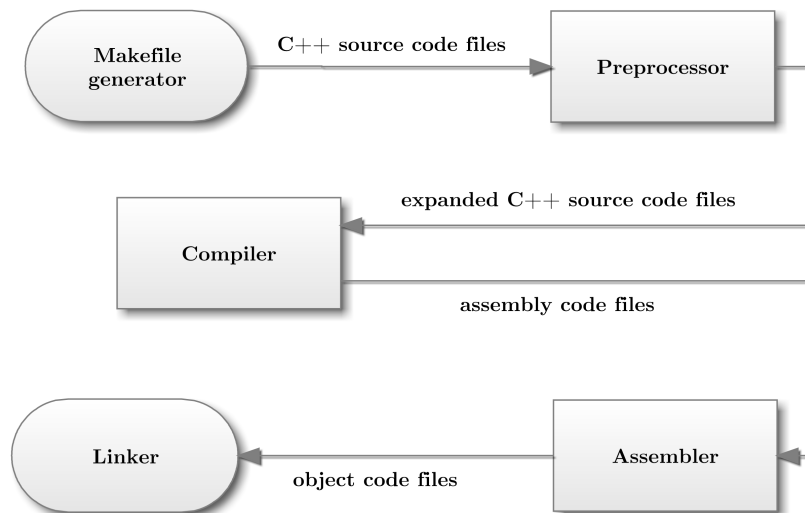 Makefile
generator
C++ source code files
Preprocessor
expanded C++ source code files
Compiler
assembly code files
Linker
object code files
Assembler